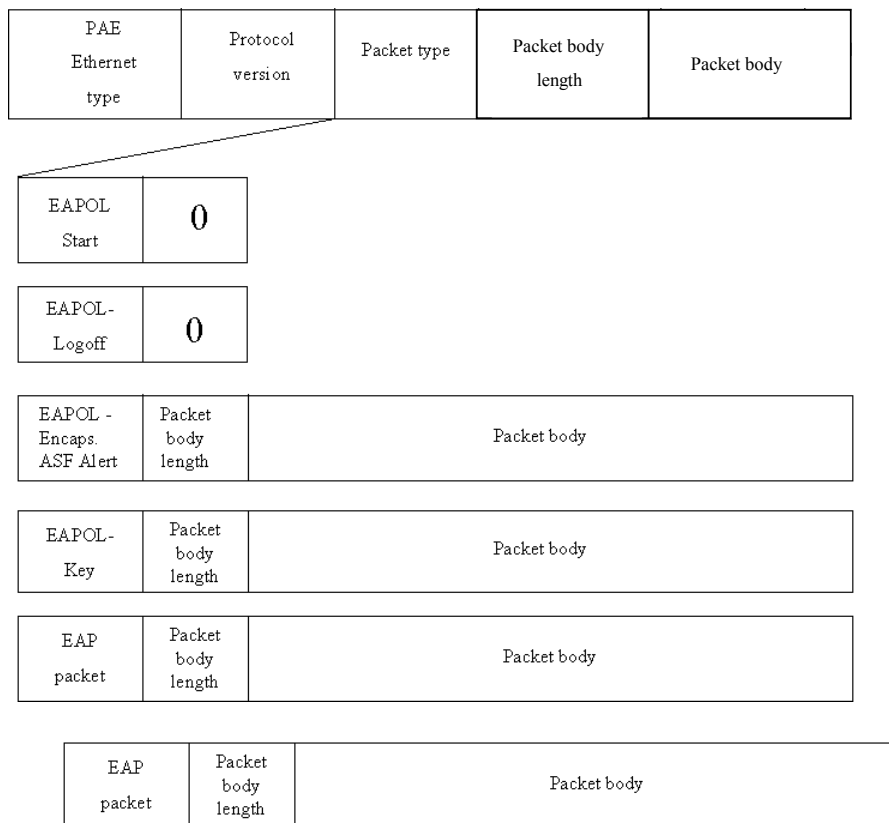 PAE
Ethernet
type
Protocol
version
Packet type
Packet body
length
Packet body
EAPOL
Start
0
EAPOL-
Logoff
0
EAPOL -
Encaps.
ASF Alert
Packet
body
length
Packet body
EAPOL-
Key
Packet
body
length
Packet body
EAP
packet
Packet
body
length
Packet body
EAP
packet
Packet
body
length
Packet body